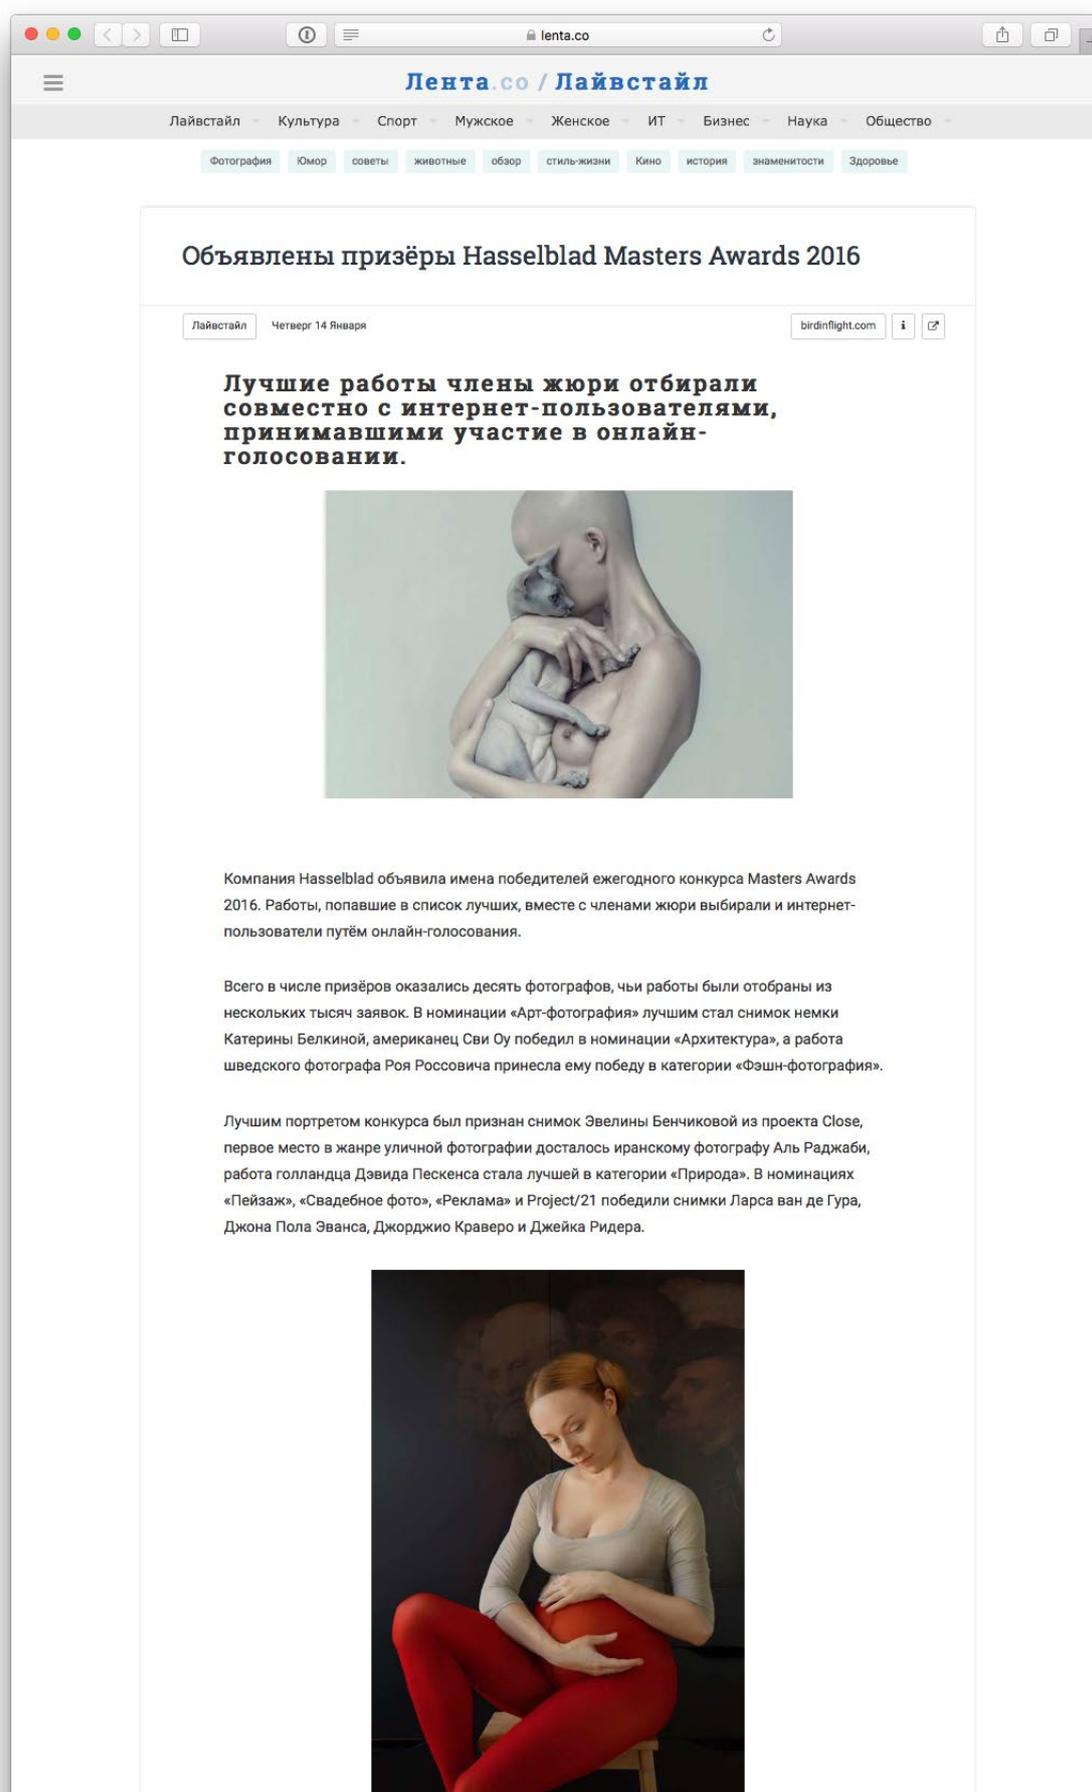 lenta.co
Лента.co / Лайвстайл
Лайвстайл Культура Спорт Мужское Женское ИТ Бизнес Наука Общество
Фотография Юмор советы животные обзор стиль-жизни Кино история знаменитости Здоровье
Объявлены призёры Hasselblad Masters Awards 2016
Лайвстайл Четверг 14 Января birdinflight.com
Лучшие работы члены жюри отбирали
совместно с интернет-пользователями,
принимавшими участие в онлайн-
голосовании.
Компания Hasselblad объявила имена победителей ежегодного конкурса Masters Awards
2016. Работы, попавшие в список лучших, вместе с членами жюри выбирали и интернет-
пользователи путём онлайн-голосования.
Всего в числе призёров оказались десять фотографов, чьи работы были отобраны из
нескольких тысяч заявок. В номинации «Арт-фотография» лучшим стал снимок немки
Катерины Белкиной, американец Сви Оу победил в номинации «Архитектура», а работа
шведского фотографа Роя Россовича принесла ему победу в категории «Фэшн-фотография».
Лучшим портретом конкурса был признан снимок Эвелины Бенчиковой из проекта Close,
первое место в жанре уличной фотографии досталось иранскому фотографу Аль Раджаби,
работа голландца Дэвида Пескенса стала лучшей в категории «Природа». В номинациях
«Пейзаж», «Свадебное фото», «Реклама» и Project/21 победили снимки Ларса ван де Гура,
Джона Пола Эванса, Джорджио Краверо и Джейка Ридера.